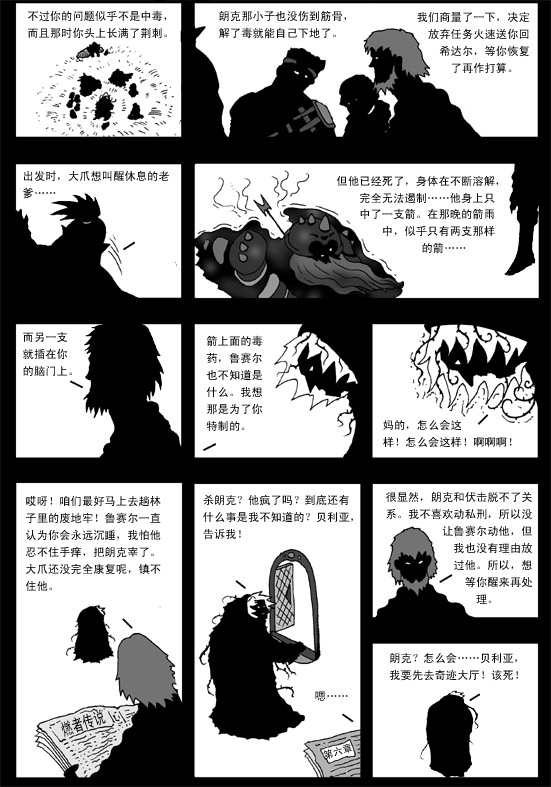 不过你的问题似乎不是中毒,
而且那时你头上长满了荆刺。
朗克那小子也没伤到筋骨,
解了毒就能自己下地了。
我们商量了一下,决定
放弃任务火速送你回
希达尔,等你恢复
了再作打算。
出发时,大爪想叫醒休息的老
爹……
但他已经死了,身体在不断溶解,
完全无法遏制……他身上只
中了一支箭。在那晚的箭雨
中,似乎只有两支那样
的箭……
而另一支
就插在你
的脑门上。
箭上面的毒
药,鲁赛尔
也不知道是
什么。我想
那是为了你
特制的。
妈的,怎么会这
样!怎么会这样!啊啊啊!
哎呀!咱们最好马上去趟林
子里的废地牢!鲁赛尔一直
认为你会永远沉睡,我怕他
忍不住手痒,把朗克宰了。
大爪还没完全康复呢,镇不
住他。
燃者传说 IC
杀朗克?他疯了吗?到底还有
什么事是我不知道的?贝利亚,
告诉我!
嗯……
第六章
很显然,朗克和伏击脱不了关
系。我不喜欢动私刑,所以没
让鲁赛尔动他,但
我也没有理由放
过他。所以,想
等你醒来再处
理。
朗克?怎么会……贝利亚,
我要先去奇迹大厅!该死!